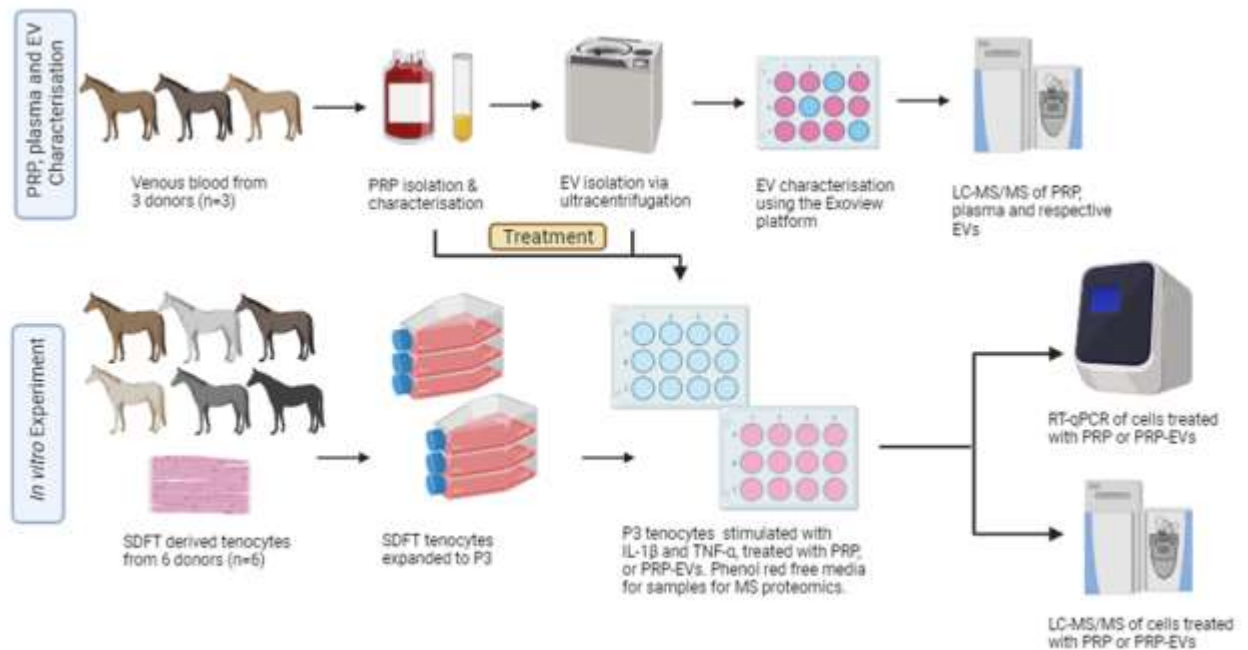 PRP, plasma and EV
Characterisation
Venous blood from
3 donors (n=3)
PRP isolation &
characterisation
EV isolation via
ultracentrifugation
EV characterisation
using the Exoview
platform
LC-MS/MS of PRP,
plasma and respective
EVs
Treatment
In vitro Experiment
SDFT derived tenocytes
from 6 donors (n=6)
SDFT tenocytes
expanded to P3
P3 tenocytes stimulated with
IL-1β and TNF-α, treated with PRP,
or PRP-EVs. Phenol red free media
for samples for MS proteomics.
RT-qPCR of cells treated
with PRP or PRP-EVs
LC-MS/MS of cells treated
with PRP or PRP-EVs